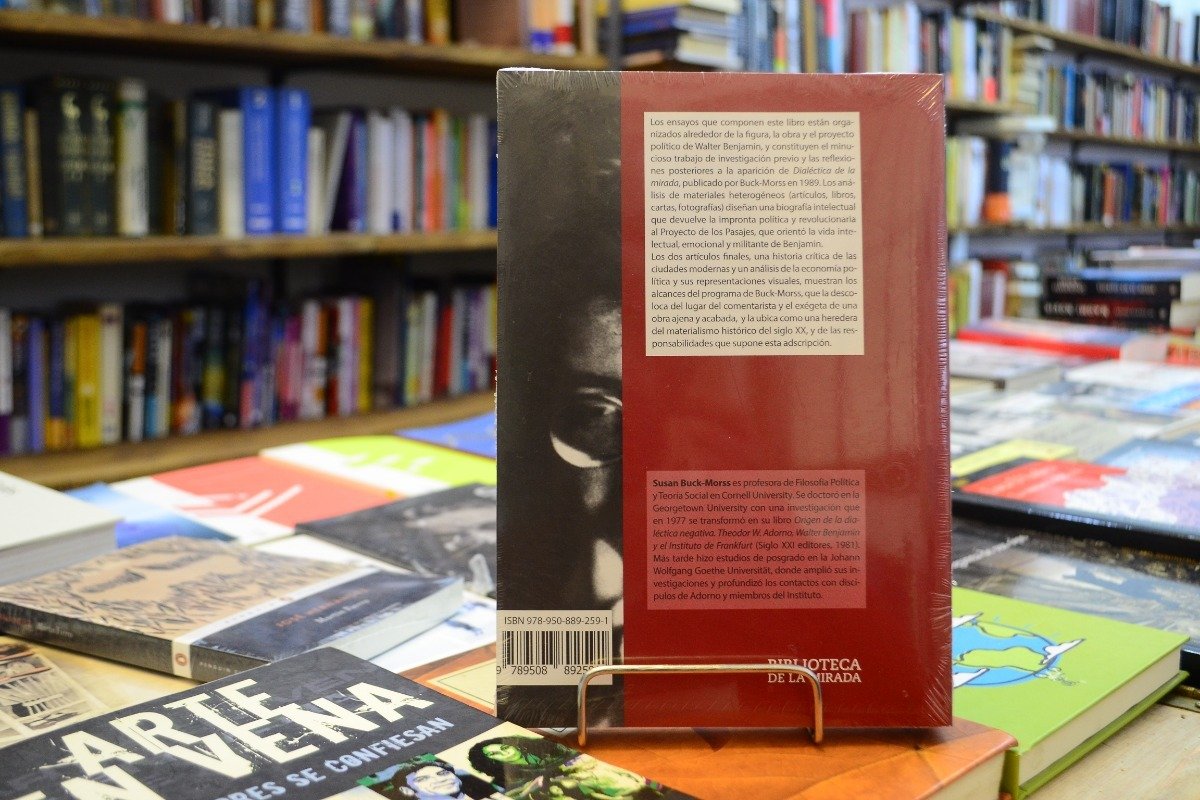 Los ensayos que componen este libro están orga-
nizados alrededor de la figura, la obra y el proyecto
político de Walter Benjamin, y constituyen el minu-
cioso trabajo de investigación previo y las reflexio-
nes posteriores a la aparición de Dialéctica de la
mirada, publicado por Buck-Morss en 1989. Los aná-
lisis de materiales heterogéneos (artículos, libros,
cartas, fotografías) diseñan una biografía intelectual
que devuelve la impronta política y revolucionaria
al Proyecto de los Pasajes, que orientó la vida inte-
lectual, emocional y militante de Benjamin.
Los dos artículos finales, una historia crítica de las
ciudades modernas y un análisis de la economía po-
lítica y sus representaciones visuales, muestran los
alcances del programa de Buck-Morss, que la desco-
loca del lugar del comentarista y el exégeta de una
obra ajena y acabada, y la ubica como una heredera
del materialismo histórico del siglo XX, y de las res-
ponsabilidades que supone esta adscripción.
Susan Buck-Morss es profesora de Filosofía Política
y Teoría Social en Cornell University. Se doctoró en la
Georgetown University con una investigación que
en 1977 se transformó en su libro Origen de la dia-
léctica negativa. Theodor W. Adorno, Walter Benjamin
y el Instituto de Frankfurt (Siglo XXI editores, 1981).
Más tarde hizo estudios de posgrado en la Johann
Wolfgang Goethe Universität, donde amplió sus in-
vestigaciones y profundizó los contactos con discí-
pulos de Adorno y miembros del Instituto.
ISBN 978-950-889-259-1
9 789508 89259
BIBLIOTECA
DE LA MIRADA
ARTE
EN VENA
RES SE CONFIESAN